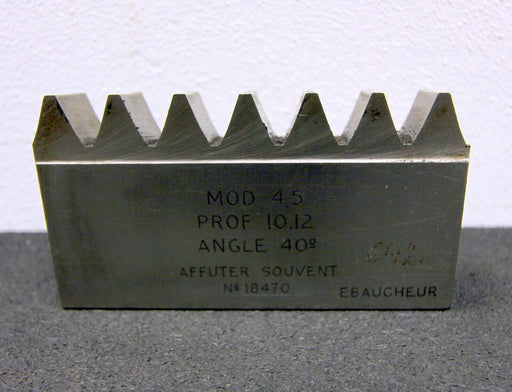 MOD 4,5
PROF 10.12
ANGLE 40º
AFFUTER SOUVENT
Nº 18470
EBAUCHEUR